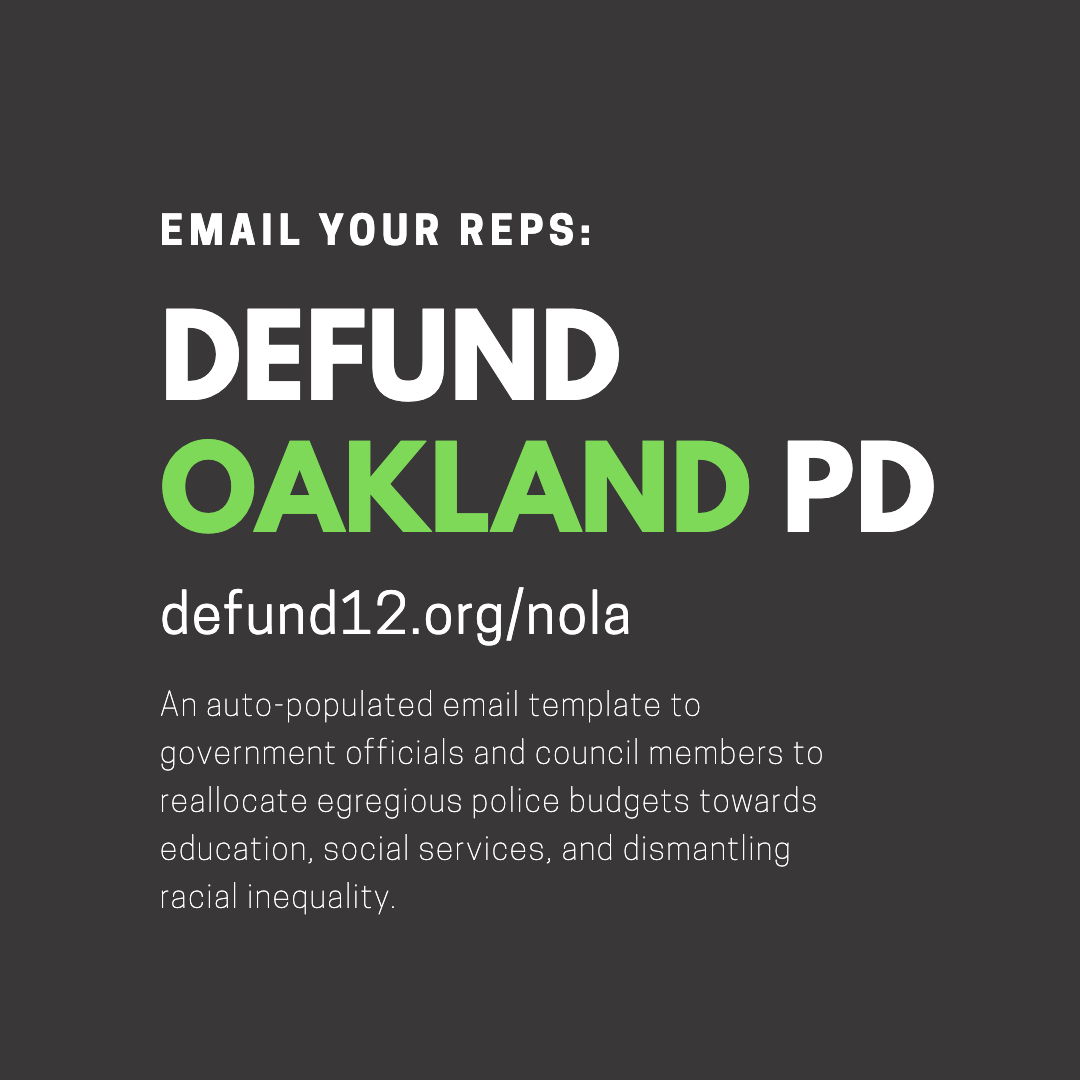 EMAIL YOUR REPS:
DEFUND
OAKLAND PD
defund12.org/nola
An auto-populated email template to
government officials and council members to
reallocate egregious police budgets towards
education, social services, and dismantling
racial inequality.